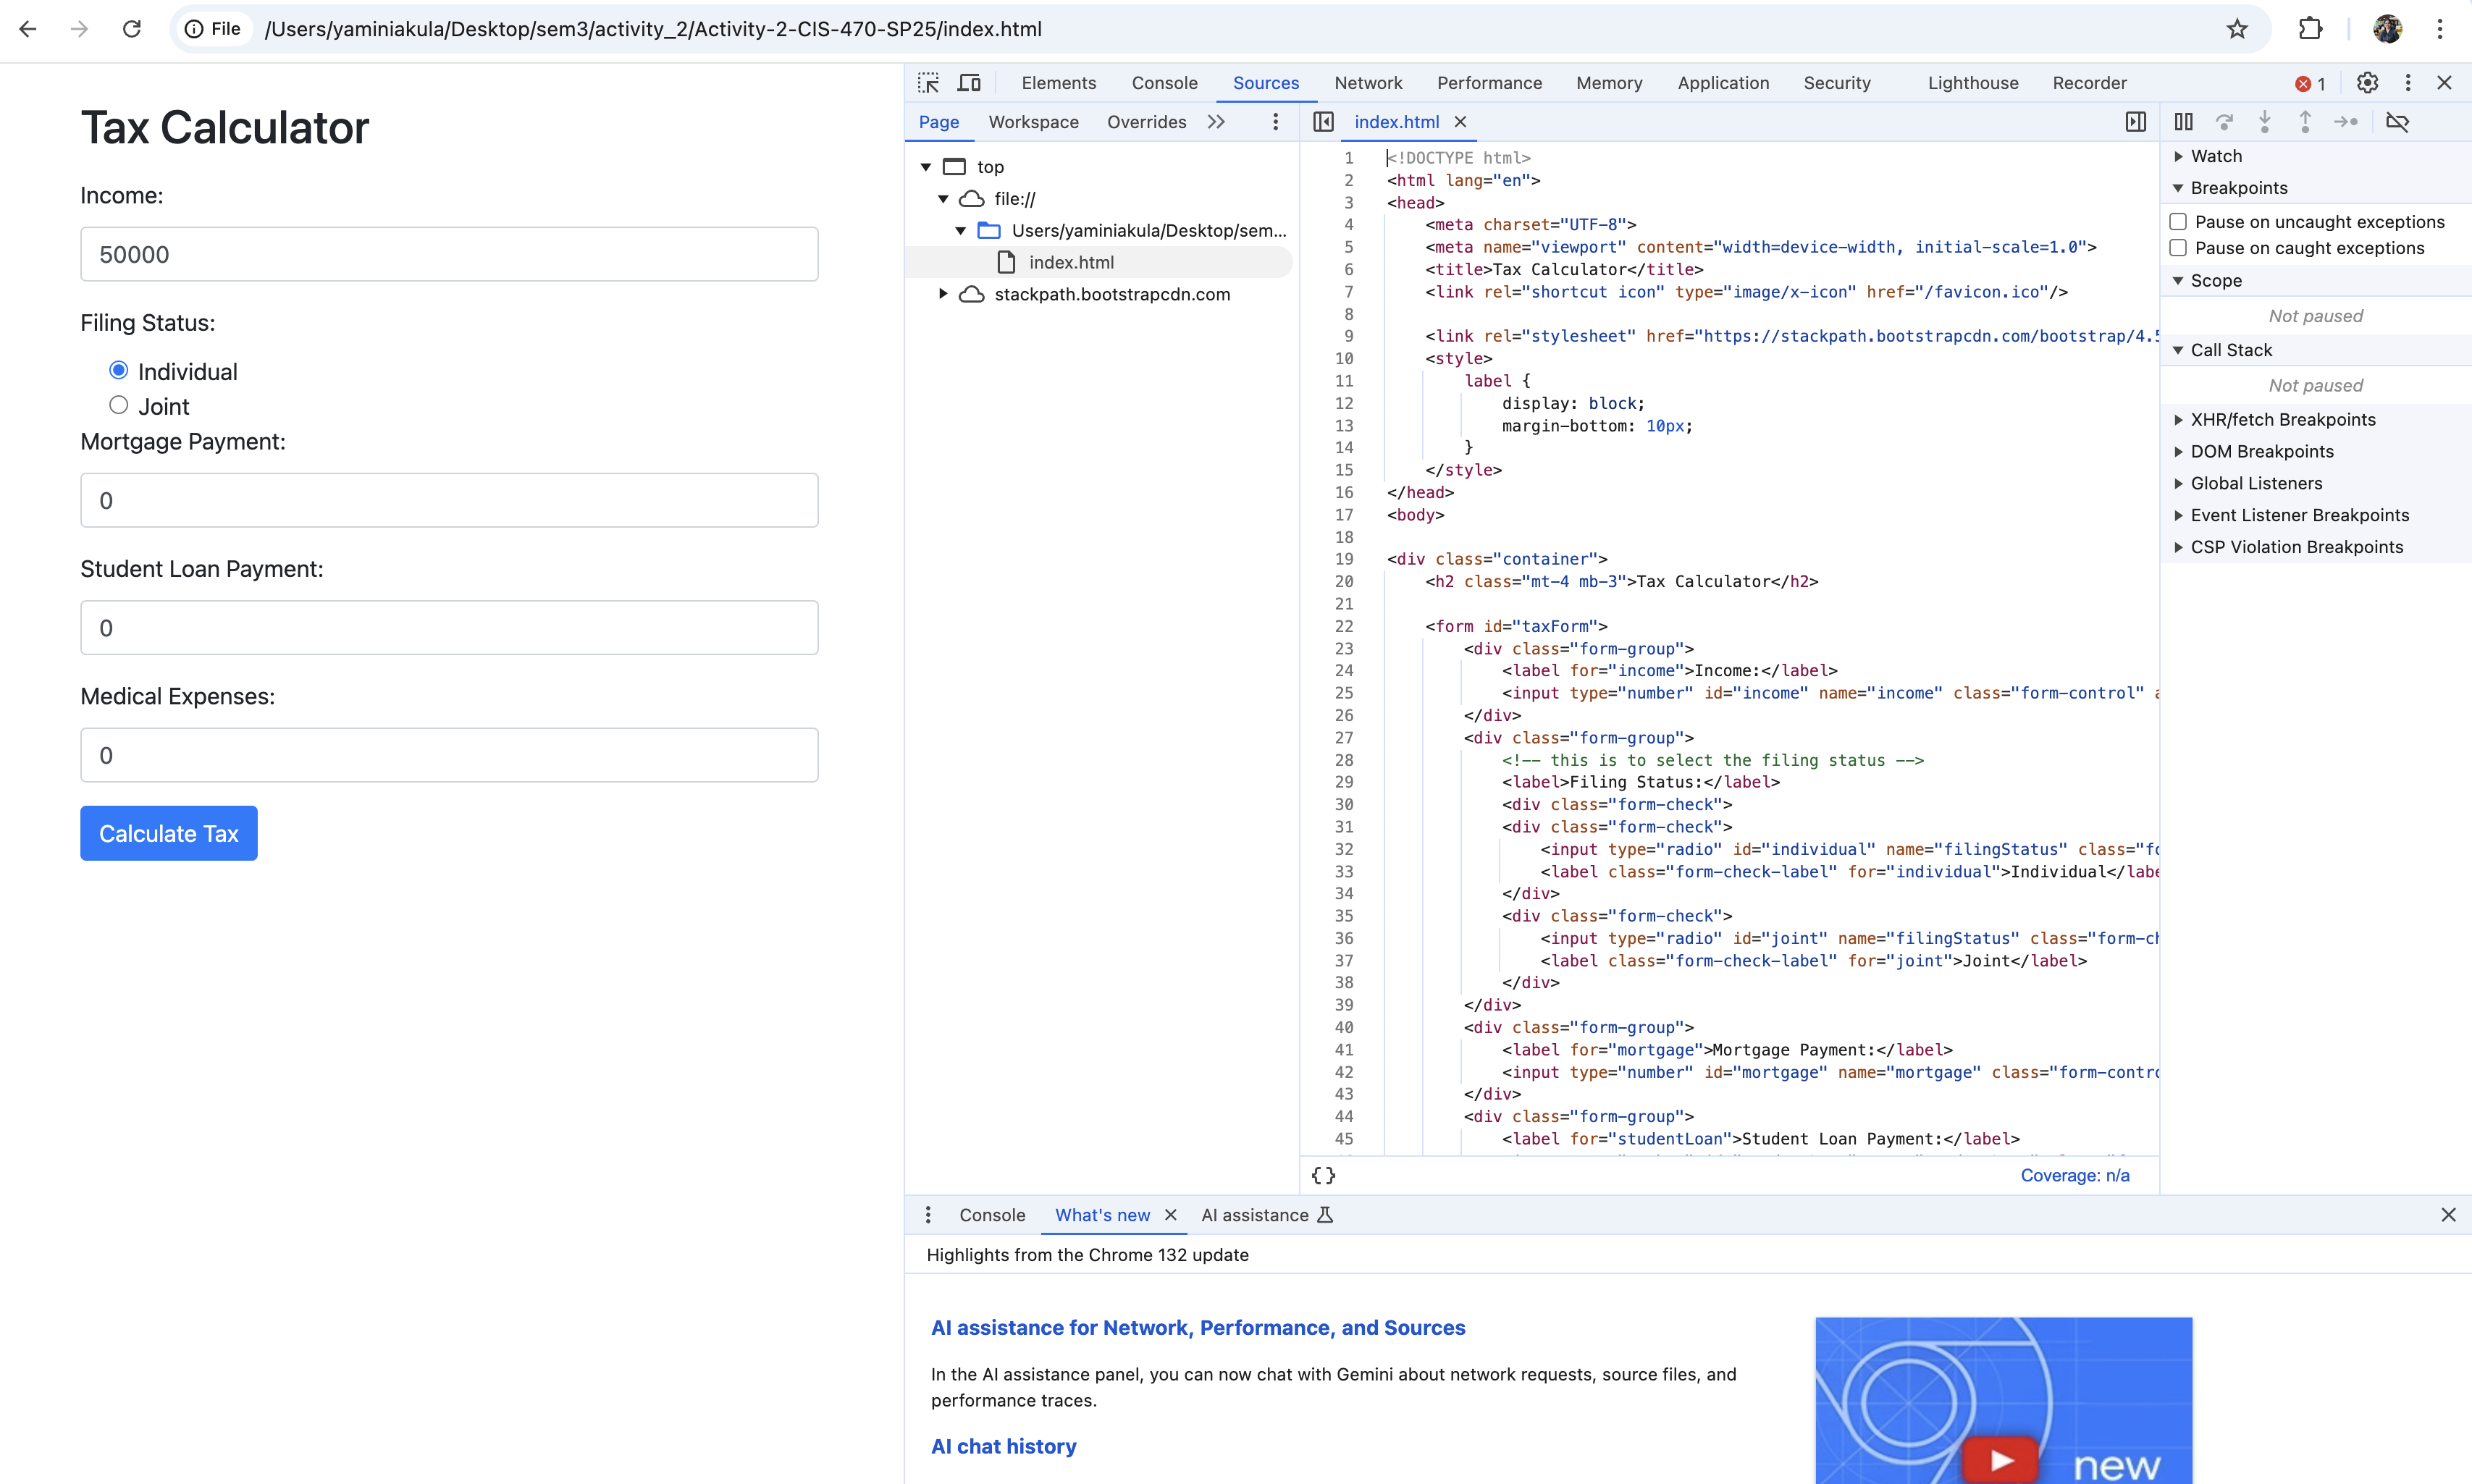 File /Users/yaminiakula/Desktop/sem3/activity_2/Activity-2-CIS-470-SP25/index.html
Tax Calculator
Income:
50000
Filing Status:
Individual
Joint
Mortgage Payment:
0
Student Loan Payment:
0
Medical Expenses:
0
Calculate Tax
Elements Console Sources Network Performance Memory Application Security Lighthouse Recorder 1
Page Workspace Overrides
top
file://
Users/yaminiakula/Desktop/sem...
index.html
stackpath.bootstrapcdn.com
index.html
1 <!DOCTYPE html>
2 <html lang="en">
3 <head>
4 <meta charset="UTF-8">
5 <meta name="viewport" content="width=device-width, initial-scale=1.0">
6 <title>Tax Calculator</title>
7 <link rel="shortcut icon" type="image/x-icon" href="/favicon.ico"/>
8
9 <link rel="stylesheet" href="https://stackpath.bootstrapcdn.com/bootstrap/4.5
10 <style>
11 label {
12 display: block;
13 margin-bottom: 10px;
14 }
15 </style>
16 </head>
17 <body>
18
19 <div class="container">
20 <h2 class="mt-4 mb-3">Tax Calculator</h2>
21
22 <form id="taxForm">
23 <div class="form-group">
24 <label for="income">Income:</label>
25 <input type="number" id="income" name="income" class="form-control"
26 </div>
27 <div class="form-group">
28 <!-- this is to select the filing status -->
29 <label>Filing Status:</label>
30 <div class="form-check">
31 <div class="form-check">
32 <input type="radio" id="individual" name="filingStatus" class="fo
33 <label class="form-check-label" for="individual">Individual</labe
34 </div>
35 <div class="form-check">
36 <input type="radio" id="joint" name="filingStatus" class="form-ch
37 <label class="form-check-label" for="joint">Joint</label>
38 </div>
39 </div>
40 <div class="form-group">
41 <label for="mortgage">Mortgage Payment:</label>
42 <input type="number" id="mortgage" name="mortgage" class="form-contro
43 </div>
44 <div class="form-group">
45 <label for="studentLoan">Student Loan Payment:</label>
{} Coverage: n/a
Watch
Breakpoints
Pause on uncaught exceptions
Pause on caught exceptions
Scope
Not paused
Call Stack
Not paused
XHR/fetch Breakpoints
DOM Breakpoints
Global Listeners
Event Listener Breakpoints
CSP Violation Breakpoints
Console What's new AI assistance
Highlights from the Chrome 132 update
AI assistance for Network, Performance, and Sources
In the AI assistance panel, you can now chat with Gemini about network requests, source files, and
performance traces.
AI chat history
new